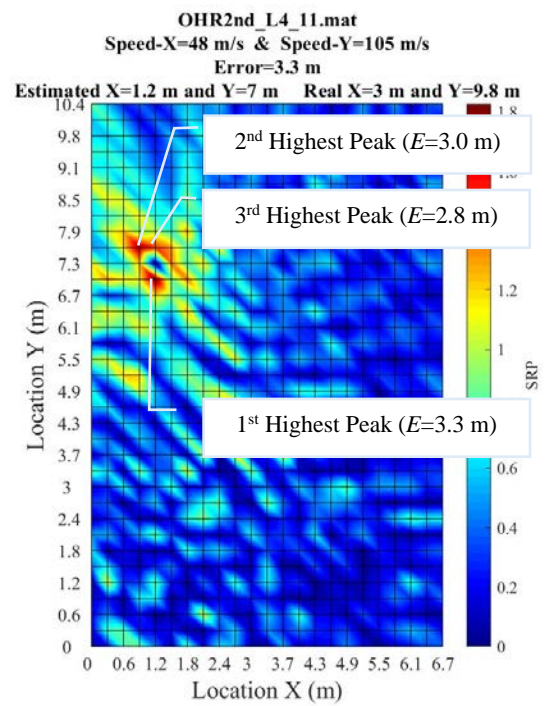 OHR2nd_L4_11.mat
Speed-X=48 m/s & Speed-Y=105 m/s
Error=3.3 m
Estimated X=1.2 m and Y=7 m Real X=3 m and Y=9.8 m
10.4
9.8
9.1
8.5
7.9
7.3
6.7
6.1
5.5
4.9
4.3
3.7
3
2.4
1.8
1.2
0.6
0
Location Y (m)
2nd Highest Peak (E=3.0 m)
3rd Highest Peak (E=2.8 m)
1st Highest Peak (E=3.3 m)
0 0.6 1.2 1.8 2.4 3 3.7 4.3 4.9 5.5 6.1 6.7
Location X (m)
1.8
1.2
1
0.6
0.4
0.2
0
SRP